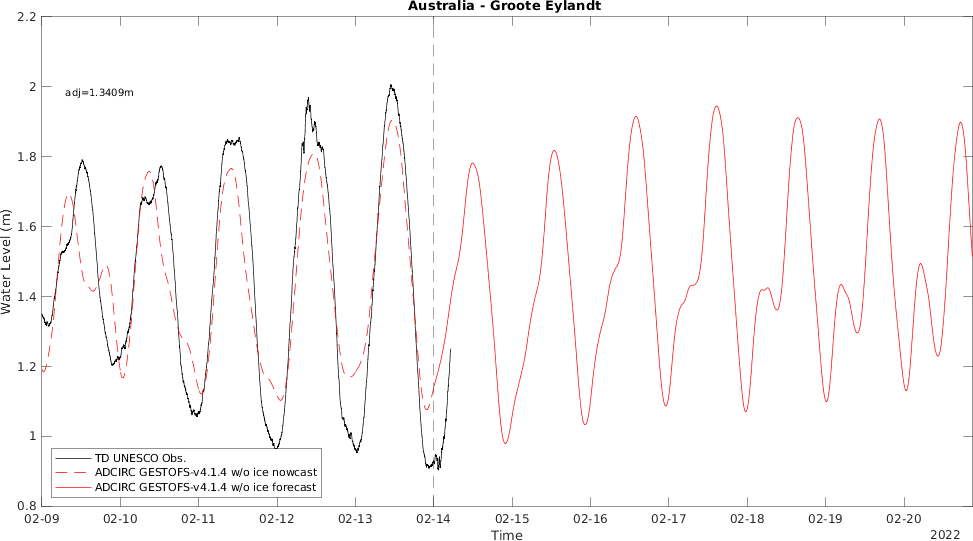 Australia - Groote Eylandt
2.2
2
1.8
1.6
1.4
1.2
1
0.8
adj=1.3409m
Water Level (m)
TD UNESCO Obs.
ADCIRC GESTOFS-v4.1.4 w/o ice nowcast
ADCIRC GESTOFS-v4.1.4 w/o ice forecast
02-09 02-10 02-11 02-12 02-13 02-14 02-15 02-16 02-17 02-18 02-19 02-20
Time
2022